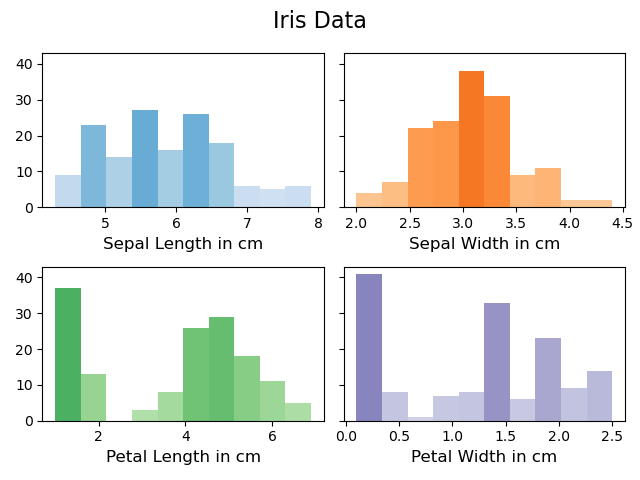 Iris Data
40
30
20
10
0
5 6 7 8
2.0 2.5 3.0 3.5 4.0 4.5
Sepal Length in cm
Sepal Width in cm
40
30
20
10
0
2 4 6
0.0 0.5 1.0 1.5 2.0 2.5
Petal Length in cm
Petal Width in cm